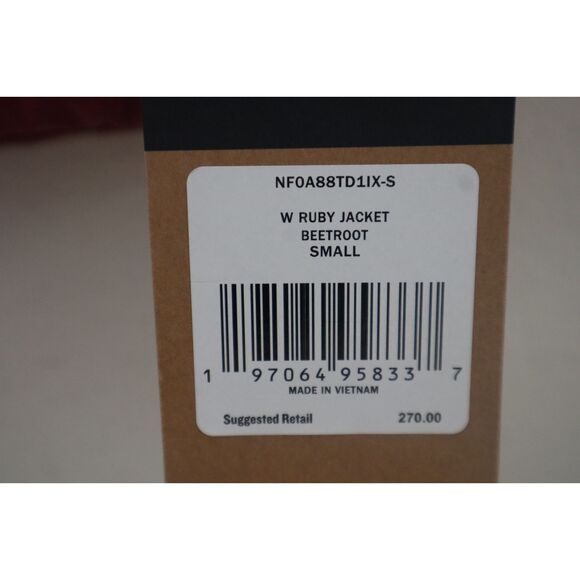 NF0A88TD1IX-S
W RUBY JACKET
BEETROOT
SMALL
1 97064 95833 7
MADE IN VIETNAM
Suggested Retail 270.00